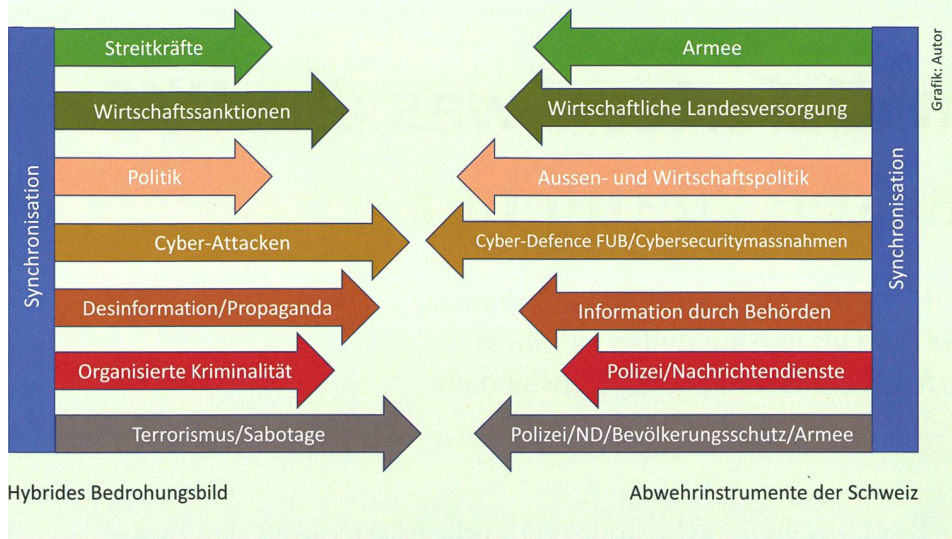 Streitkräfte
Armee
Grafik: Autor
Wirtschaftssanktionen
Wirtschaftliche Landesversorgung
Politik
Aussen- und Wirtschaftspolitik
Synchronisation
Synchronisation
Cyber-Attacken
Cyber-Defence FUB/Cybersecuritymassnahmen
Desinformation/Propaganda
Information durch Behörden
Organisierte Kriminalität
Polizei/Nachrichtendienste
Terrorismus/Sabotage
Polizei/ND/Bevölkerungsschutz/Armee
Hybrides Bedrohungsbild
Abwehrinstrumente der Schweiz